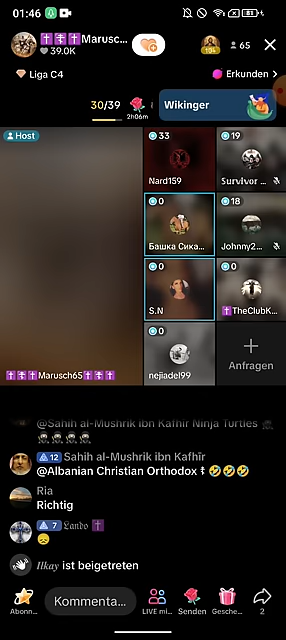 01:46
81
✝️☦️✝️Marusc...
39.0K
65
Liga C4
Erkunden >
30/39
2h06m
Wikinger
Host
33
Nard159
19
Survivor ...
0
Башка Сика...
18
Johnny2...
0
S.N
0
✝️TheClubK...
✝️☦️✝️Marusch65✝️☦️✝️
0
nejiadel99
+
Anfragen
@Sahih al-Mushrik ibn Kafhir Ninja Turtles
12 Sahih al-Mushrik ibn Kafhir
@Albanian Christian Orthodox ☦ 🤣🤣🤣
Ria
Richtig
7 𝔏𝔞𝔫𝔡𝔬 ✝️
😞
Ilkay ist beigetreten
Abonn...
Kommenta...
LIVE mi...
Senden
Gesche...
2